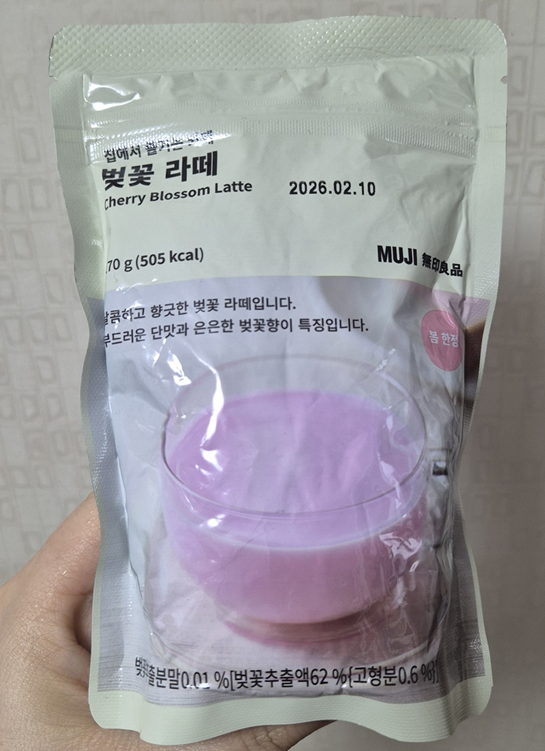 집에서 즐기는 카페
벚꽃 라떼
Cherry Blossom Latte
2026.02.10
70 g (505 kcal)
MUJI 無印良品
달콤하고 향긋한 벚꽃 라떼입니다.
부드러운 단맛과 은은한 벚꽃향이 특징입니다.
봄 한정
벚꽃추출분말0.01 %[벚꽃추출액62 %{고형분0.6 %}]